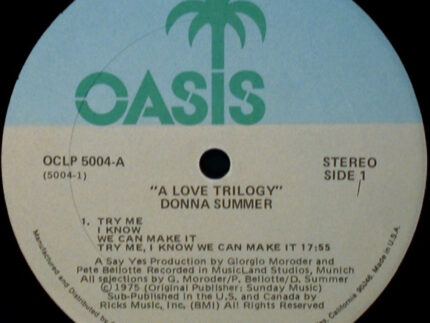 OASIS
OCLP 5004-A
(5004-1)
STEREO
SIDE 1
"A LOVE TRILOGY"
DONNA SUMMER
1. TRY ME
I KNOW
WE CAN MAKE IT
TRY ME, I KNOW WE CAN MAKE IT 17:55
A Say Yes Production by Giorgio Moroder and
Pete Bellotte Recorded in MusicLand Studios, Munich
All selections by G. Moroder/P. Bellotte/D. Summer
©1975 (Original Publisher: Sunday Music)
Sub-Published in the U.S. and Canada by
Ricks Music, Inc. (BMI) All Rights Reserved
Manufactured and Distributed by
California 90046. Made in U.S.A.